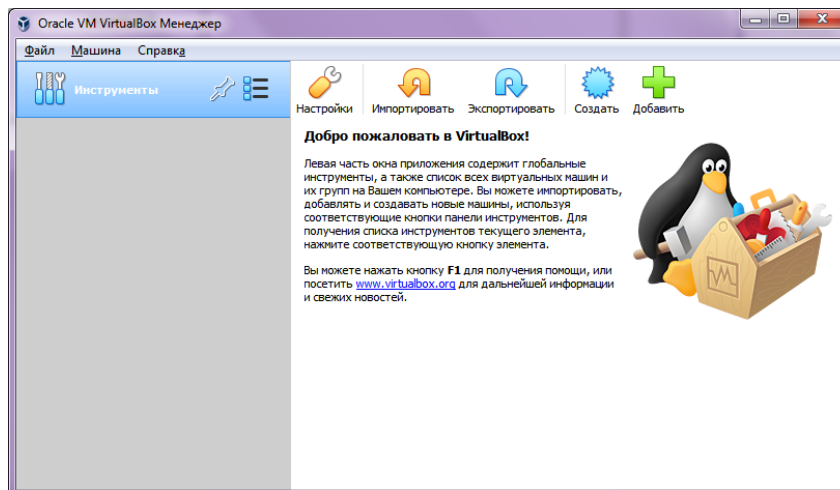 Oracle VM VirtualBox Менеджер
Файл Машина Справка
Инструменты
Настройки Импортировать Экспортировать Создать Добавить
Добро пожаловать в VirtualBox!
Левая часть окна приложения содержит глобальные
инструменты, а также список всех виртуальных машин и
их групп на Вашем компьютере. Вы можете импортировать,
добавлять и создавать новые машины, используя
соответствующие кнопки панели инструментов. Для
получения списка инструментов текущего элемента,
нажмите соответствующую кнопку элемента.
Вы можете нажать кнопку F1 для получения помощи, или
посетить www.virtualbox.org для дальнейшей информации
и свежих новостей.